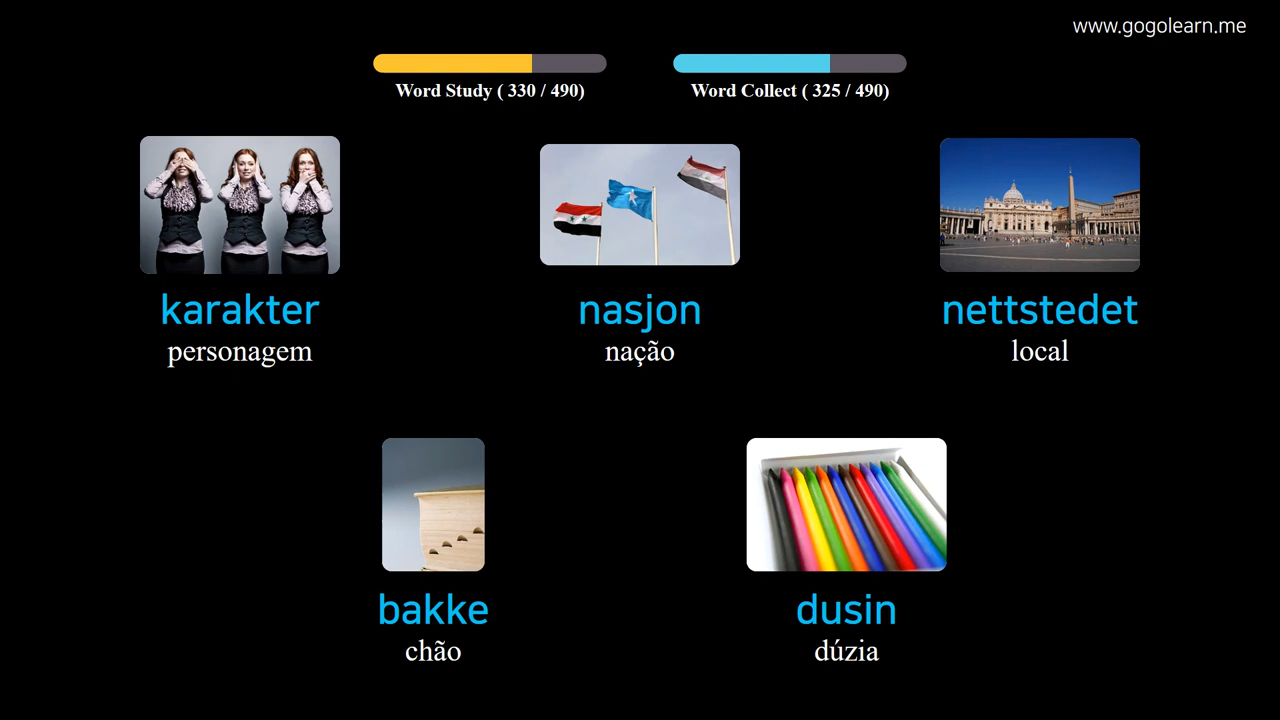 www.gogolearn.me
Word Study ( 330 / 490)
Word Collect ( 325 / 490)
karakter
personagem
nasjon
nação
nettstedet
local
bakke
chão
dusin
dúzia